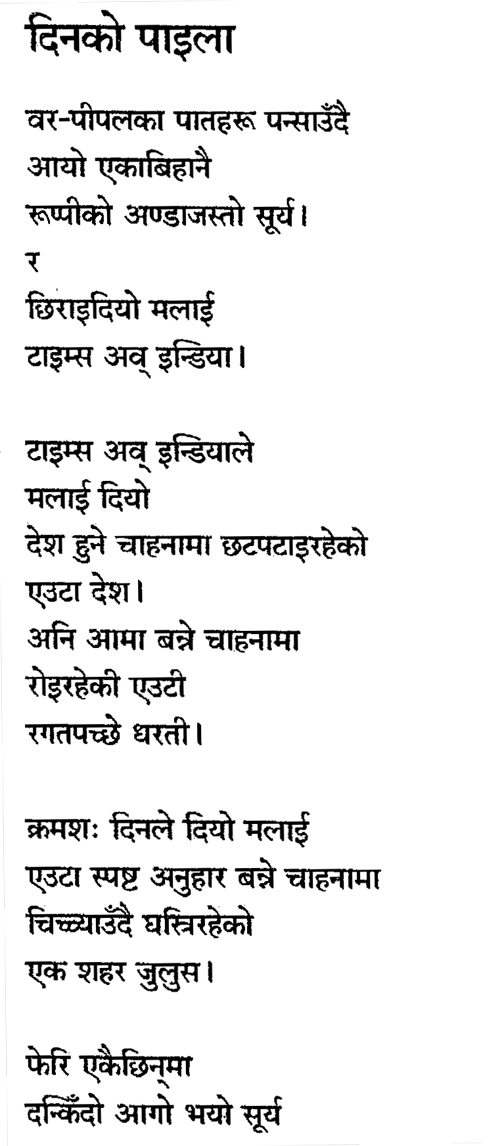 दिनको पाइला
वर-पीपलका पातहरू पन्साउँदै
आयो एकाबिहानै
रूप्पीको अण्डाजस्तो सूर्य।
र
छिराइदियो मलाई
टाइम्स अव् इन्डिया।
टाइम्स अव् इन्डियाले
मलाई दियो
देश हुने चाहनामा छटपटाइरहेको
एउटा देश।
अनि आमा बन्ने चाहनामा
रोइरहेकी एउटी
रगतपच्छे धरती।
क्रमशः दिनले दियो मलाई
एउटा स्पष्ट अनुहार बन्ने चाहनामा
चिच्च्याउँदै घस्रिरहेको
एक शहर जुलुस।
फेरि एकैछिन्‌मा
दन्किँदो आगो भयो सूर्य